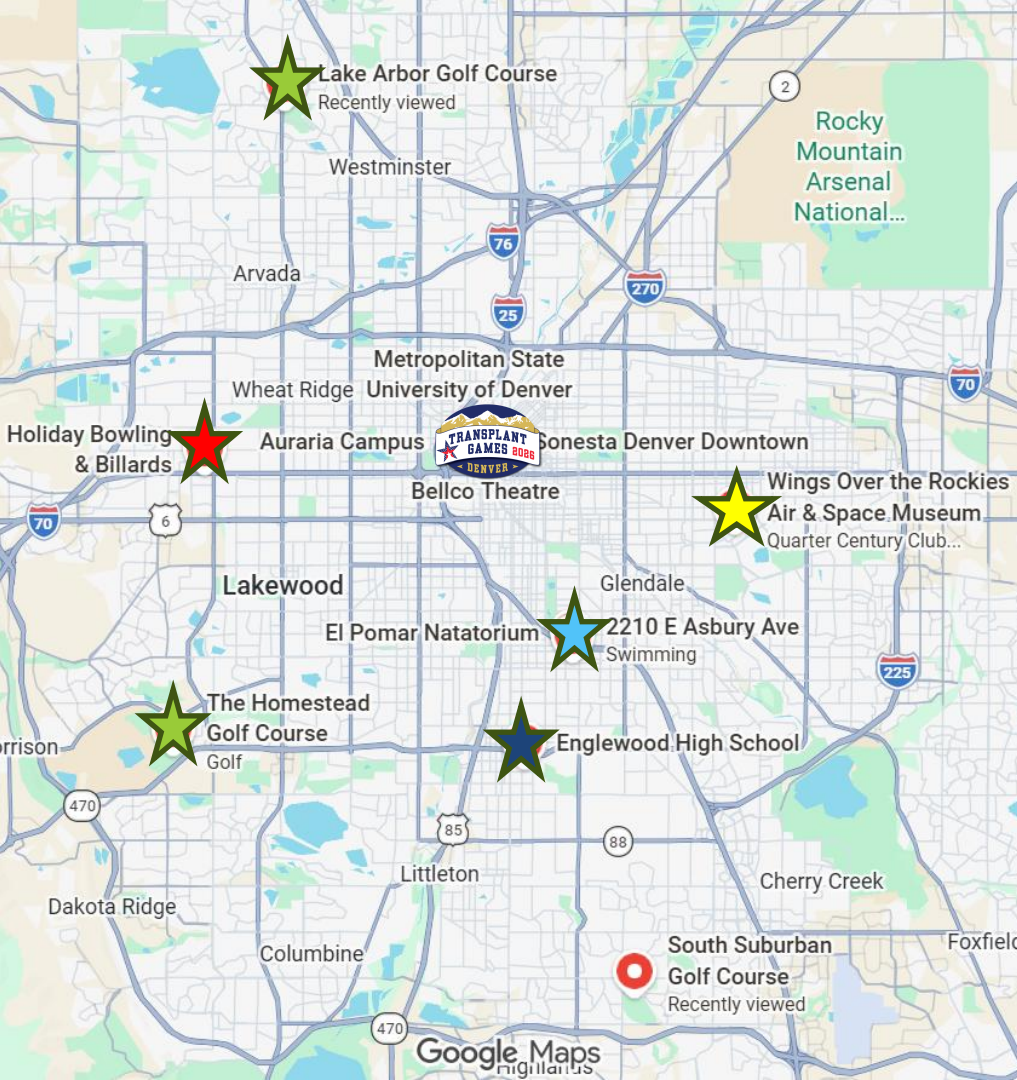 Lake Arbor Golf Course
Recently viewed
2
Rocky
Mountain
Arsenal
National...
Westminster
76
Arvada
270
25
Metropolitan State
University of Denver
Wheat Ridge
70
Holiday Bowling
& Billards
Auraria Campus
TRANSPLANT
GAMES 2026
DENVER
Sonesta Denver Downtown
Bellco Theatre
Wings Over the Rockies
Air & Space Museum
Quarter Century Club...
70
6
Lakewood
Glendale
El Pomar Natatorium
2210 E Asbury Ave
Swimming
225
The Homestead
Golf Course
Golf
orrison
Englewood High School
470
85
88
Littleton
Cherry Creek
Dakota Ridge
Columbine
South Suburban
Golf Course
Recently viewed
Foxfield
470
Google Maps
Highlands